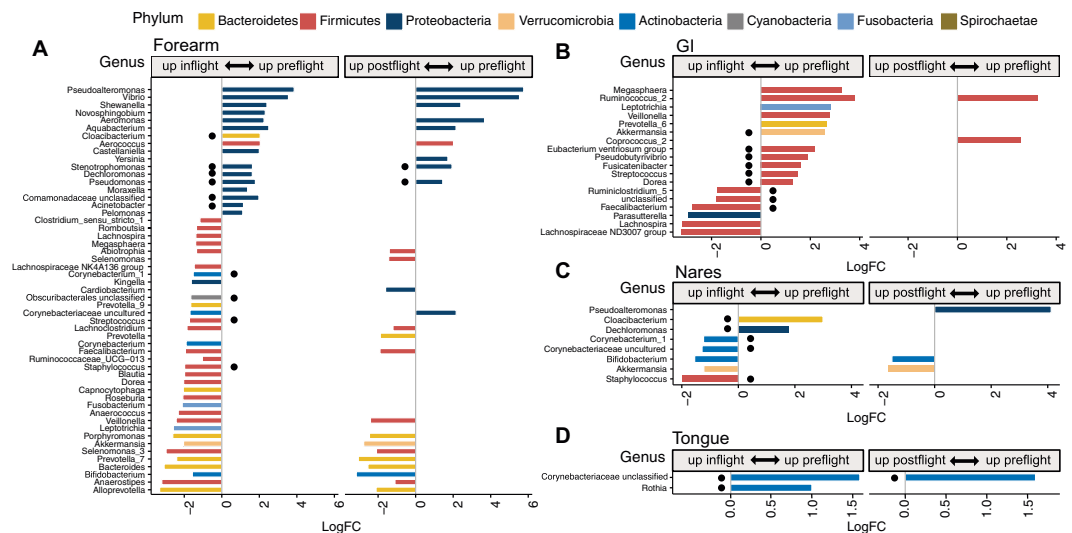 Phylum Bacteroidetes Firmicutes Proteobacteria Verrucomicrobia Actinobacteria Cyanobacteria Fusobacteria Spirochaetae
A Forearm
Genus up inflight up preflight up postflight up preflight
Pseudoalteromonas
Vibrio
Shewanella
Novosphingobium
Aeromonas
Aquabacterium
Cloacibacterium
Aerococcus
Castellaniella
Yersinia
Stenotrophomonas
Dechloromonas
Pseudomonas
Moraxella
Comamonadaceae unclassified
Acinetobacter
Pelomonas
Clostridium_sensu_stricto_1
Romboutsia
Lachnospira
Megasphaera
Abiotrophia
Selenomonas
Lachnospiraceae NK4A136 group
Corynebacterium_1
Kingella
Cardiobacterium
Obscuribacterales unclassified
Prevotella_9
Corynebacteriaceae uncultured
Streptococcus
Lachnoclostridium
Prevotella
Corynebacterium
Faecalibacterium
Ruminococcaceae_UCG-013
Staphylococcus
Blautia
Dorea
Capnocytophaga
Roseburia
Fusobacterium
Anaerococcus
Veillonella
Leptotrichia
Porphyromonas
Akkermansia
Selenomonas_3
Prevotella_7
Bacteroides
Bifidobacterium
Anaerostipes
Alloprevotella
−2 0 2 4 6 −2 0 2 4 6
LogFC
B GI
Genus up inflight up preflight up postflight up preflight
Megasphaera
Ruminococcus_2
Leptotrichia
Veillonella
Prevotella_6
Akkermansia
Coprococcus_2
Eubacterium ventriosum group
Pseudobutyrivibrio
Fusicatenibacter
Streptococcus
Dorea
Ruminiclostridium_5
unclassified
Faecalibacterium
Parasutterella
Lachnospira
Lachnospiraceae ND3007 group
−2 0 2 4 −2 0 2 4
LogFC
C Nares
Genus up inflight up preflight up postflight up preflight
Pseudoalteromonas
Cloacibacterium
Dechloromonas
Corynebacterium_1
Corynebacteriaceae uncultured
Bifidobacterium
Akkermansia
Staphylococcus
−2 0 2 4 −2 0 2 4
LogFC
D Tongue
Genus up inflight up preflight up postflight up preflight
Corynebacteriaceae unclassified
Rothia
0.0 0.5 1.0 1.5 0.0 0.5 1.0 1.5
LogFC